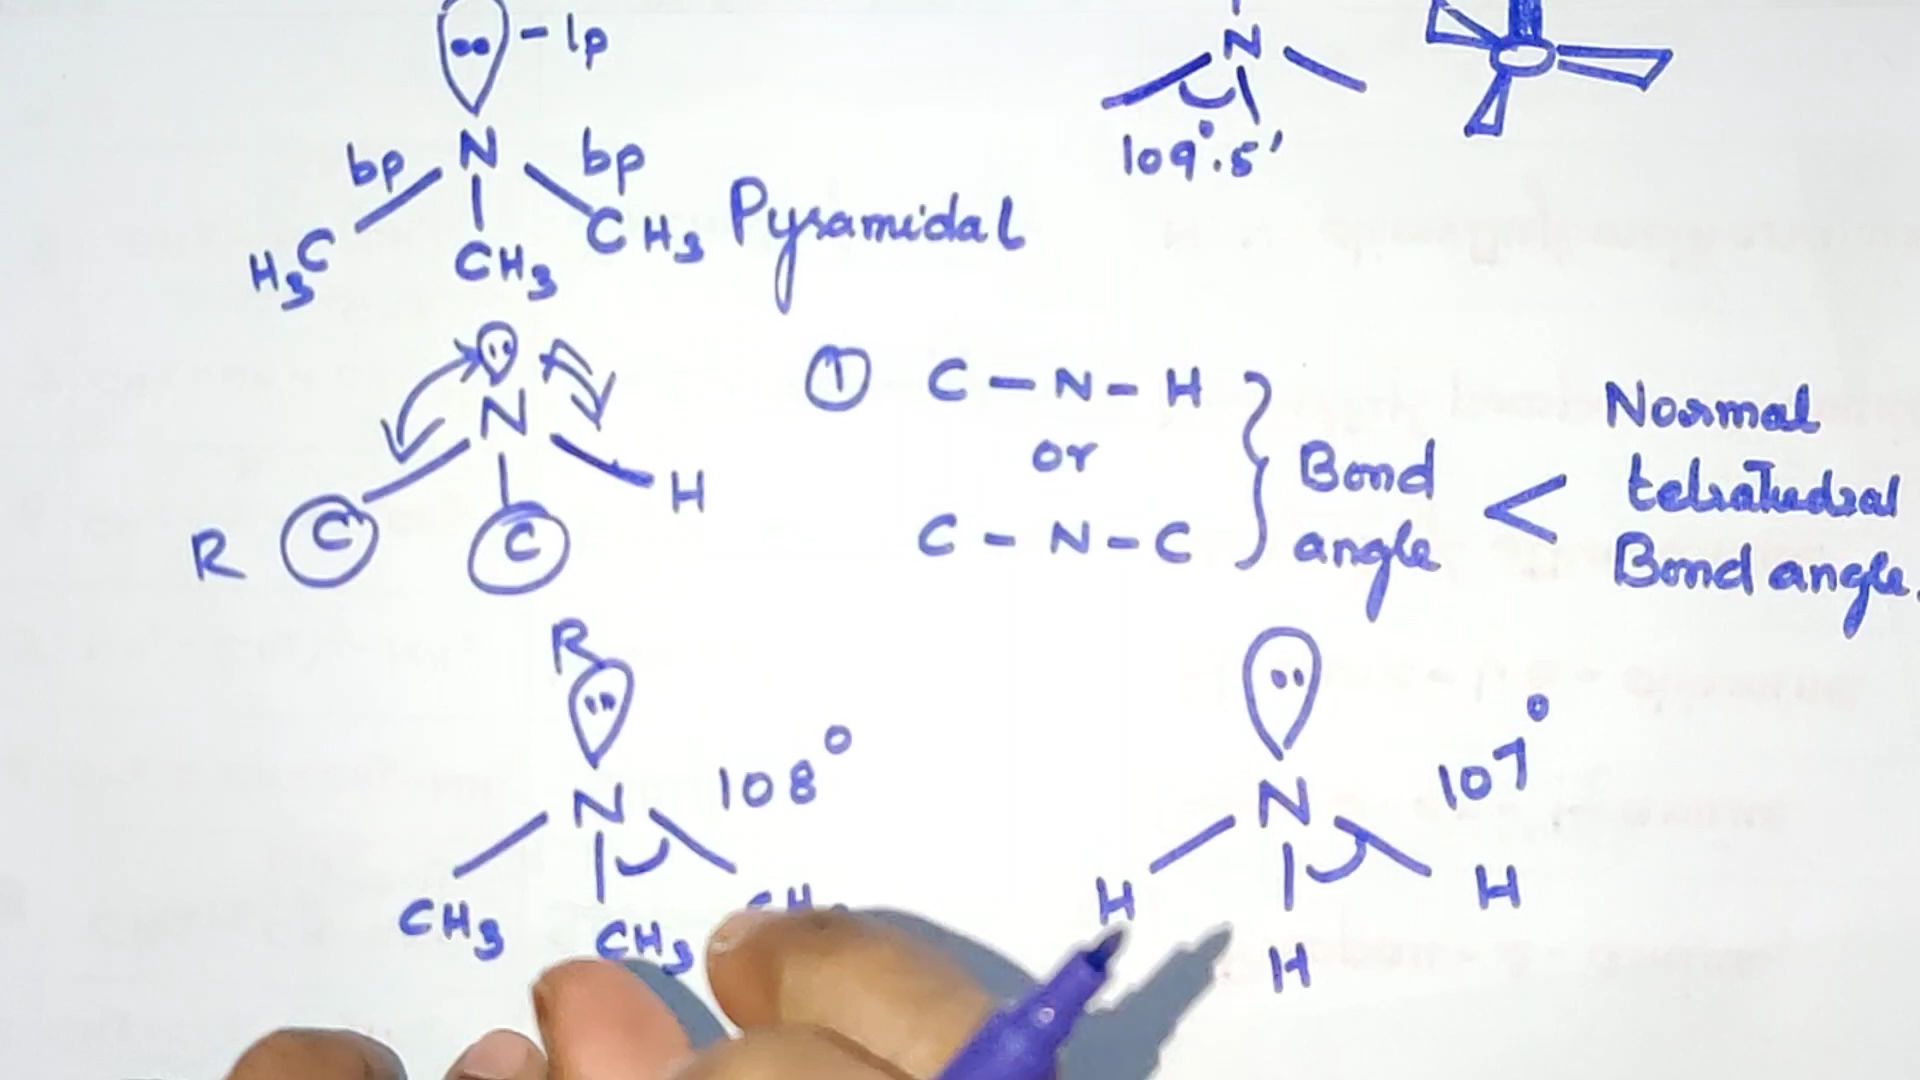 N
109°.5'
·· - lp
bp N bp
H₃C CH₃ CH₃ Pyramidal
··
N
R C C H
R
① C - N - H
or
C - N - C
Bond
angle
<
Normal
tetrahedral
Bond angle.
··
N 108°
CH₃ CH₃ CH
··
N 107°
H H H